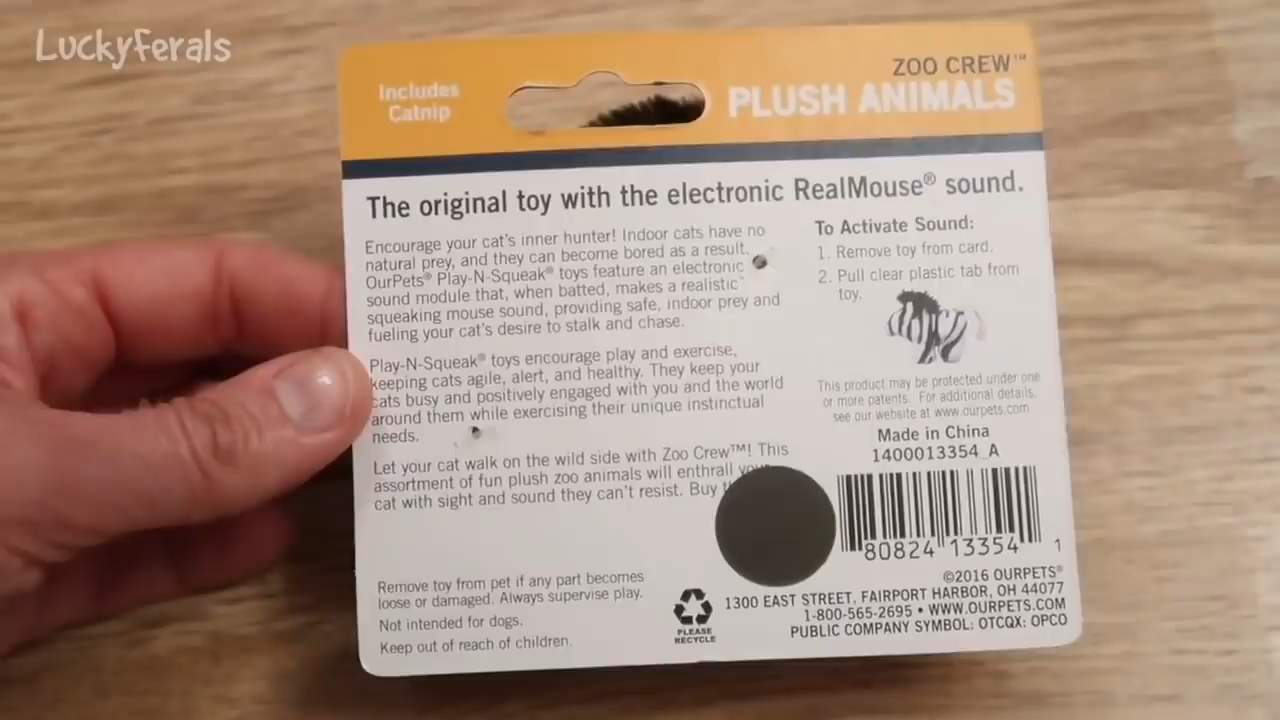 LuckyFerals
Includes
Catnip
ZOO CREW™
PLUSH ANIMALS
The original toy with the electronic RealMouse® sound.
Encourage your cat's inner hunter! Indoor cats have no
natural prey, and they can become bored as a result.
OurPets® Play-N-Squeak® toys feature an electronic
sound module that, when batted, makes a realistic
squeaking mouse sound, providing safe, indoor prey and
fueling your cat's desire to stalk and chase.
Play-N-Squeak® toys encourage play and exercise,
keeping cats agile, alert, and healthy. They keep your
cats busy and positively engaged with you and the world
around them while exercising their unique instinctual
needs.
Let your cat walk on the wild side with Zoo Crew™! This
assortment of fun plush zoo animals will enthrall your
cat with sight and sound they can't resist. Buy
Remove toy from pet if any part becomes
loose or damaged. Always supervise play.
Not intended for dogs.
Keep out of reach of children.
To Activate Sound:
1. Remove toy from card.
2. Pull clear plastic tab from
toy.
This product may be protected under one
or more patents. For additional details,
see our website at www.ourpets.com
Made in China
1400013354_A
80824 13354 1
PLEASE
RECYCLE
©2016 OURPETS®
1300 EAST STREET, FAIRPORT HARBOR, OH 44077
1-800-565-2695 • WWW.OURPETS.COM
PUBLIC COMPANY SYMBOL: OTCQX: OPCO